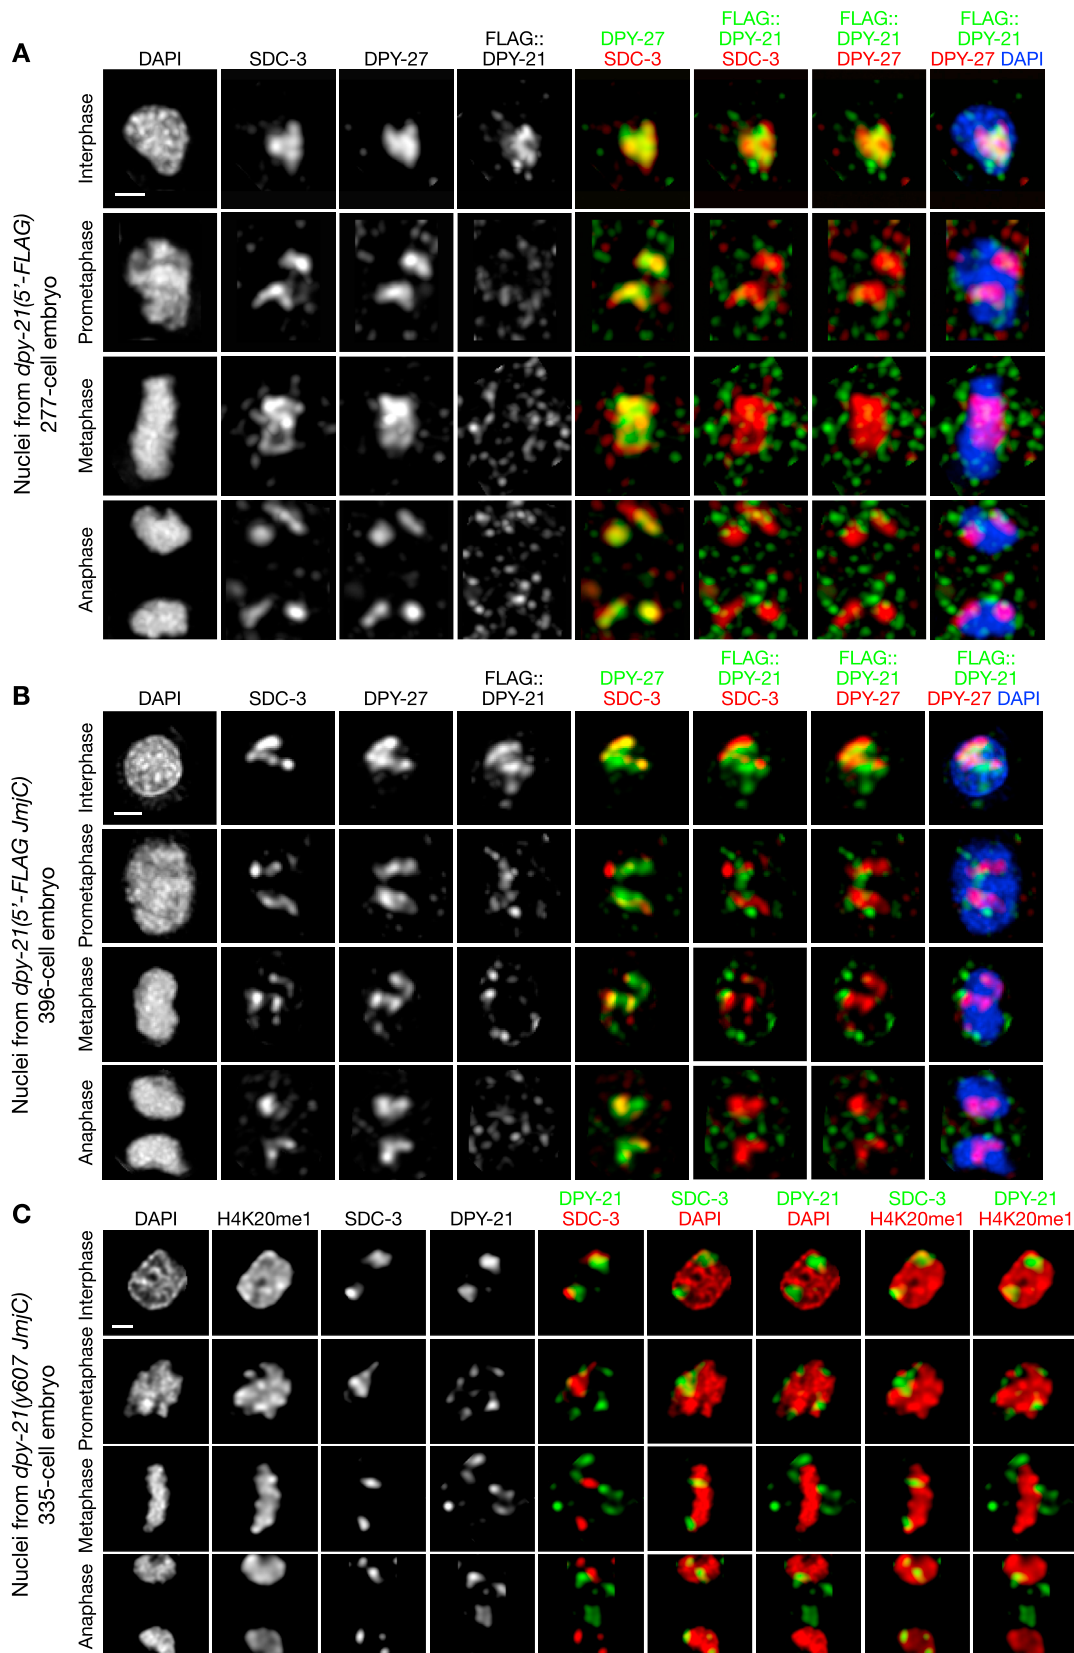 A
DAPI
SDC-3
DPY-27
FLAG::
DPY-21
DPY-27
SDC-3
FLAG::
DPY-21
SDC-3
FLAG::
DPY-21
DPY-27
FLAG::
DPY-21
DPY-27 DAPI
Nuclei from dpy-21(5'-FLAG)
277-cell embryo
Interphase
Prometaphase
Metaphase
Anaphase
B
DAPI
SDC-3
DPY-27
FLAG::
DPY-21
DPY-27
SDC-3
FLAG::
DPY-21
SDC-3
FLAG::
DPY-21
DPY-27
FLAG::
DPY-21
DPY-27 DAPI
Nuclei from dpy-21(5'-FLAG JmjC)
396-cell embryo
Interphase
Prometaphase
Metaphase
Anaphase
C
DAPI
H4K20me1
SDC-3
DPY-21
DPY-21
SDC-3
SDC-3
DAPI
DPY-21
DAPI
SDC-3
H4K20me1
DPY-21
H4K20me1
Nuclei from dpy-21(y607 JmjC)
335-cell embryo
Interphase
Prometaphase
Metaphase
Anaphase